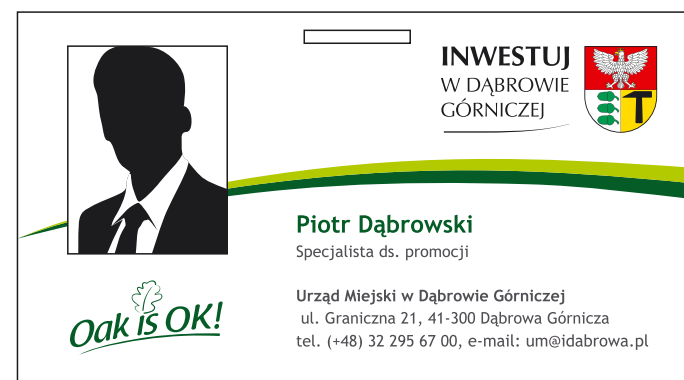 INWESTUJ
W DĄBROWIE
GÓRNICZEJ
Piotr Dąbrowski
Specjalista ds. promocji
Urząd Miejski w Dąbrowie Górniczej
ul. Graniczna 21, 41-300 Dąbrowa Górnicza
tel. (+48) 32 295 67 00, e-mail: um@idabrowa.pl
Oak is OK!